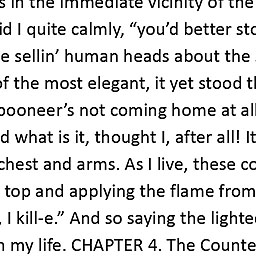 s in the immediate vicinity of the
id I quite calmly, “you’d better sto
e sellin’ human heads about the
of the most elegant, it yet stood th
pooneer’s not coming home at all
d what is it, thought I, after all! It
chest and arms. As I live, these co
top and applying the flame from
, I kill-e.” And so saying the lighte
n my life. CHAPTER 4. The Counte